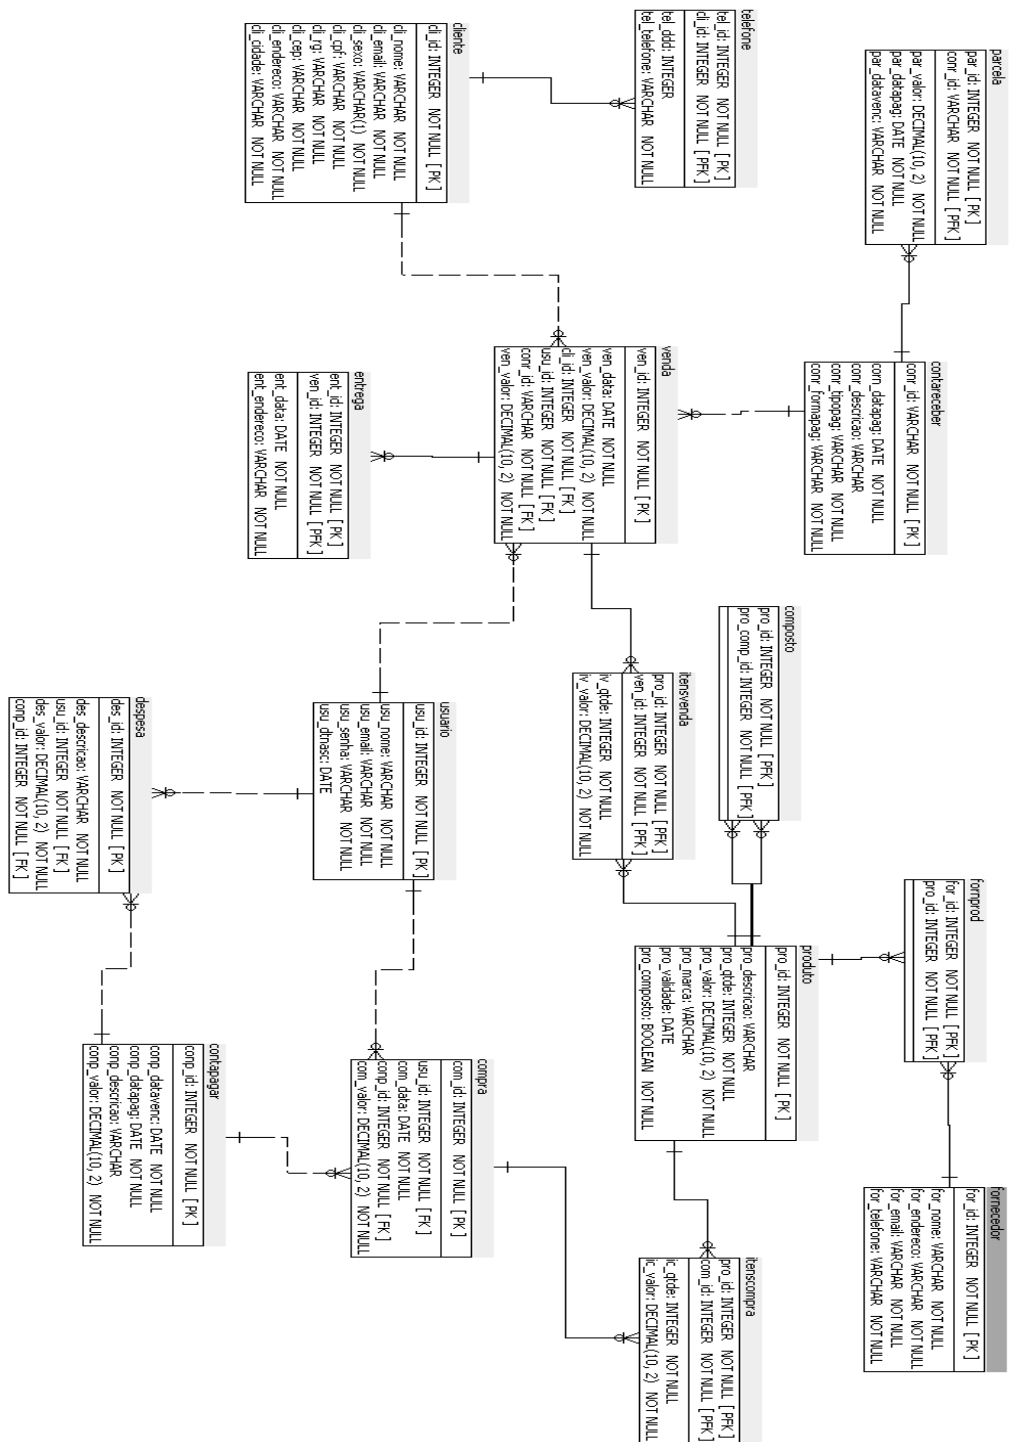 parcela
par_id: INTEGER NOT NULL [ PK ]
conr_id: VARCHAR NOT NULL [ PFK ]
par_valor: DECIMAL(10, 2) NOT NULL
par_datapag: DATE NOT NULL
par_datavenc: VARCHAR NOT NULL
contareceber
conr_id: VARCHAR NOT NULL [ PK ]
corn_datapag: DATE NOT NULL
conr_descricao: VARCHAR
conr_tipopag: VARCHAR NOT NULL
conr_formapag: VARCHAR NOT NULL
fornprod
for_id: INTEGER NOT NULL [ PFK ]
pro_id: INTEGER NOT NULL [ PFK ]
fornecedor
for_id: INTEGER NOT NULL [ PK ]
for_nome: VARCHAR NOT NULL
for_endereco: VARCHAR NOT NULL
for_email: VARCHAR NOT NULL
for_telefone: VARCHAR NOT NULL
telefone
tel_id: INTEGER NOT NULL [ PK ]
cli_id: INTEGER NOT NULL [ PFK ]
tel_ddd: INTEGER
tel_telefone: VARCHAR NOT NULL
composto
pro_id: INTEGER NOT NULL [ PFK ]
pro_comp_id: INTEGER NOT NULL [ PFK ]
produto
pro_id: INTEGER NOT NULL [ PK ]
pro_descricao: VARCHAR
pro_qtde: INTEGER NOT NULL
pro_valor: DECIMAL(10, 2) NOT NULL
pro_marca: VARCHAR
pro_validade: DATE
pro_composto: BOOLEAN NOT NULL
itenscompra
pro_id: INTEGER NOT NULL [ PFK ]
com_id: INTEGER NOT NULL [ PFK ]
ic_qtde: INTEGER NOT NULL
ic_valor: DECIMAL(10, 2) NOT NULL
venda
ven_id: INTEGER NOT NULL [ PK ]
ven_data: DATE NOT NULL
ven_valor: DECIMAL(10, 2) NOT NULL
cli_id: INTEGER NOT NULL [ FK ]
usu_id: INTEGER NOT NULL [ FK ]
conr_id: VARCHAR NOT NULL [ FK ]
ven_valor: DECIMAL(10, 2) NOT NULL
itensvenda
pro_id: INTEGER NOT NULL [ PFK ]
ven_id: INTEGER NOT NULL [ PFK ]
iv_qtde: INTEGER NOT NULL
iv_valor: DECIMAL(10, 2) NOT NULL
cliente
cli_id: INTEGER NOT NULL [ PK ]
cli_nome: VARCHAR NOT NULL
cli_email: VARCHAR NOT NULL
cli_sexo: VARCHAR(1) NOT NULL
cli_cpf: VARCHAR NOT NULL
cli_rg: VARCHAR NOT NULL
cli_cep: VARCHAR NOT NULL
cli_endereco: VARCHAR NOT NULL
cli_cidade: VARCHAR NOT NULL
entrega
ent_id: INTEGER NOT NULL [ PK ]
ven_id: INTEGER NOT NULL [ PFK ]
ent_data: DATE NOT NULL
ent_endereco: VARCHAR NOT NULL
usuario
usu_id: INTEGER NOT NULL [ PK ]
usu_nome: VARCHAR NOT NULL
usu_email: VARCHAR NOT NULL
usu_senha: VARCHAR NOT NULL
usu_dtnasc: DATE
compra
com_id: INTEGER NOT NULL [ PK ]
usu_id: INTEGER NOT NULL [ FK ]
com_data: DATE NOT NULL
conp_id: INTEGER NOT NULL [ FK ]
com_valor: DECIMAL(10, 2) NOT NULL
despesa
des_id: INTEGER NOT NULL [ PK ]
des_descricao: VARCHAR NOT NULL
usu_id: INTEGER NOT NULL [ FK ]
des_valor: DECIMAL(10, 2) NOT NULL
conp_id: INTEGER NOT NULL [ FK ]
contapagar
conp_id: INTEGER NOT NULL [ PK ]
conp_datavenc: DATE NOT NULL
conp_datapag: DATE NOT NULL
conp_descricao: VARCHAR
conp_valor: DECIMAL(10, 2) NOT NULL